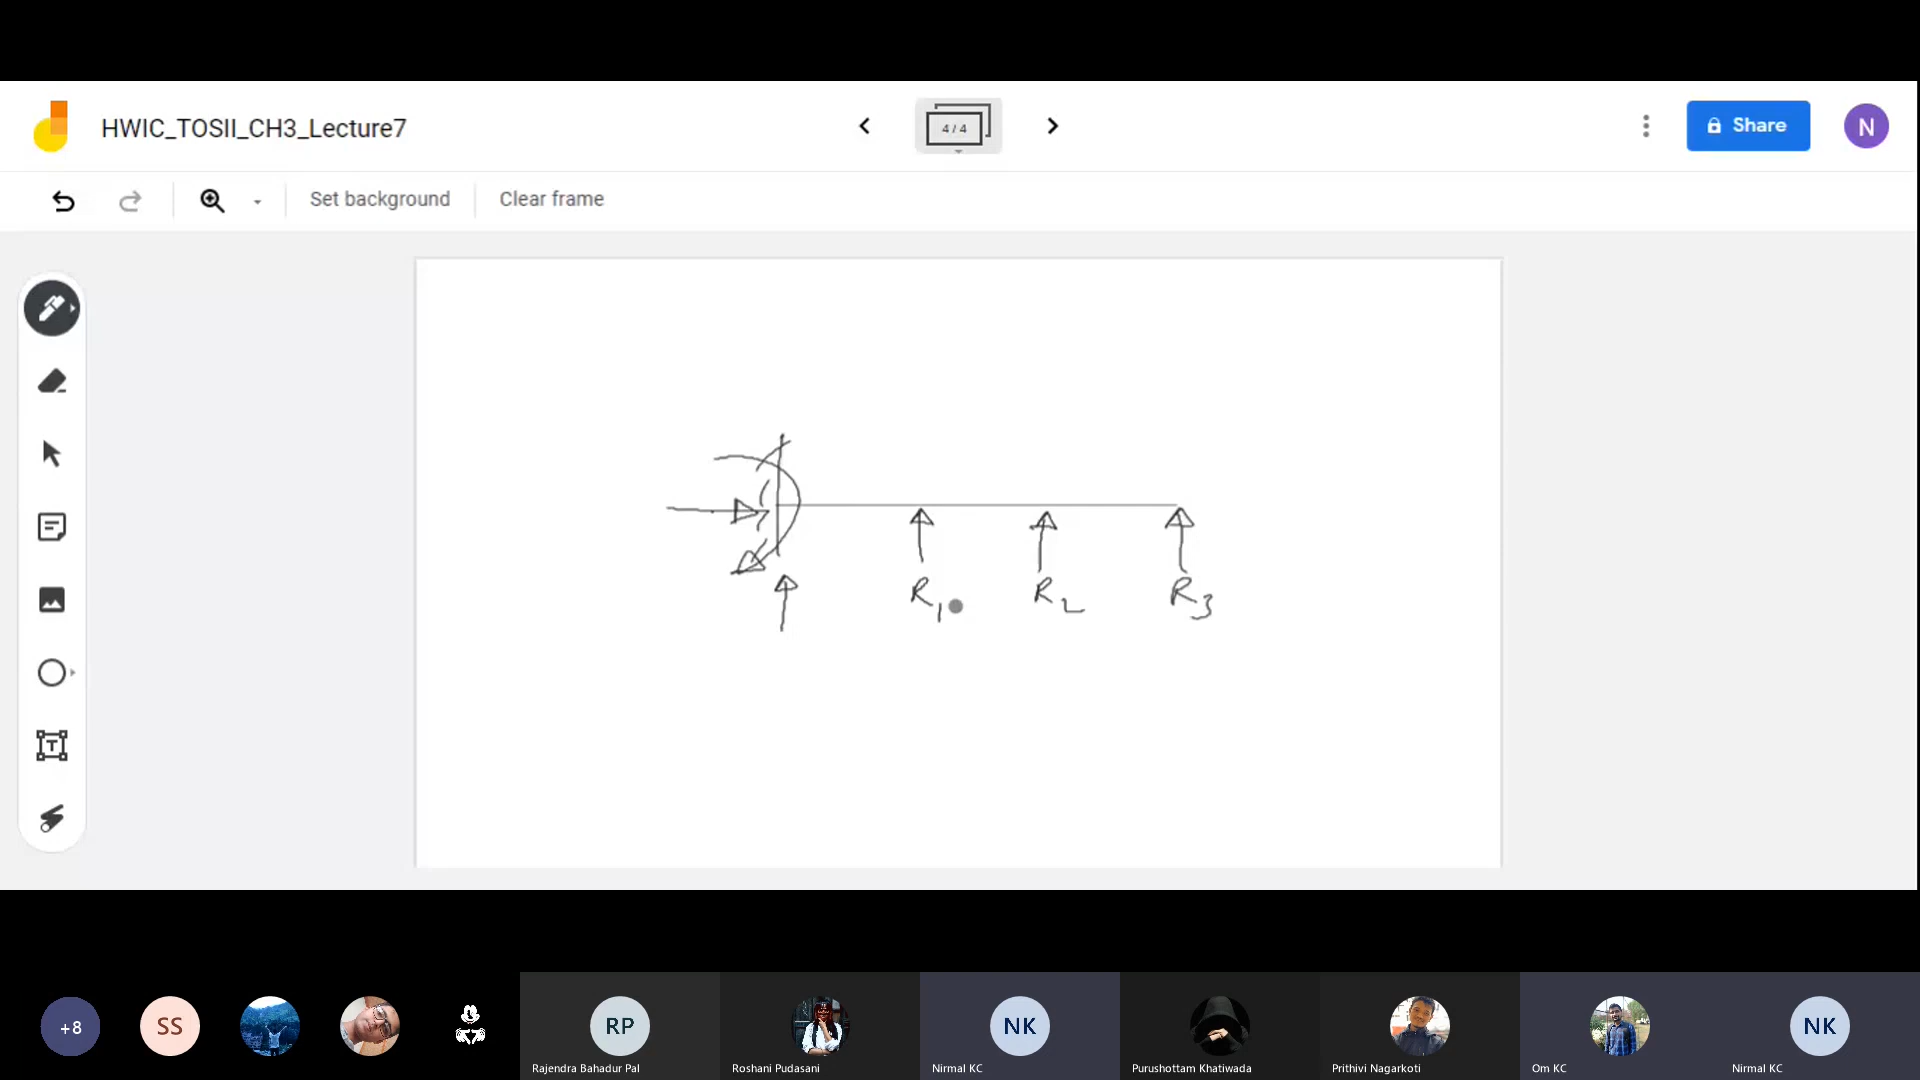 HWIC_TOSII_CH3_Lecture7
4 / 4
Share
N
Set background
Clear frame
R1
R2
R3
T
+8
SS
RP
NK
NK
Rajendra Bahadur Pal
Roshani Pudasani
Nirmal KC
Purushottam Khatiwada
Prithivi Nagarkoti
Om KC
Nirmal KC